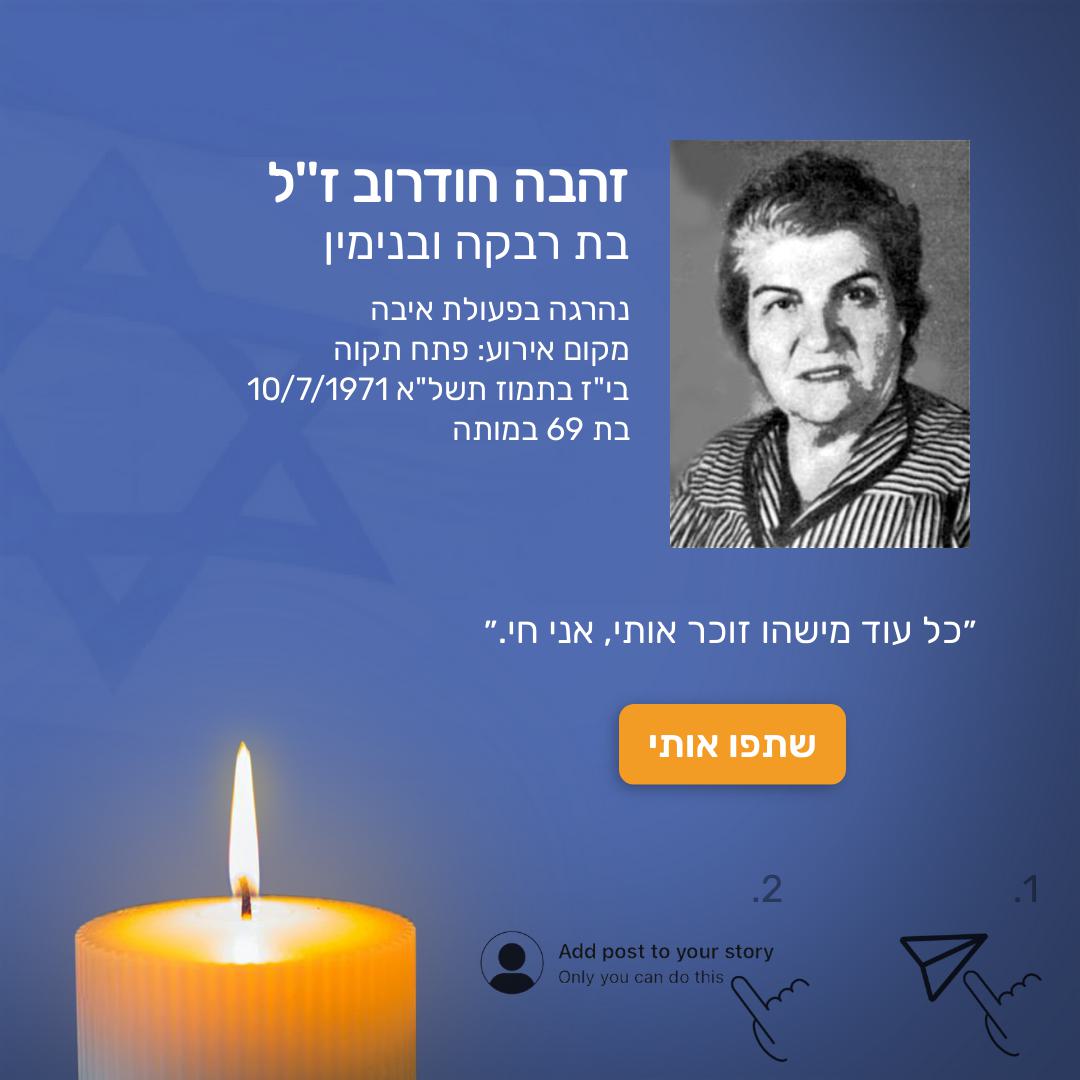 זהבה חודרוב ז"ל
בת רבקה ובנימין
נהרגה בפעולת איבה
מקום אירוע: פתח תקוה
בי"ז בתמוז תשל"א 10/7/1971
בת 69 במותה
״כל עוד מישהו זוכר אותי, אני חי.״
שתפו אותי
1.
2.
Add post to your story
Only you can do this